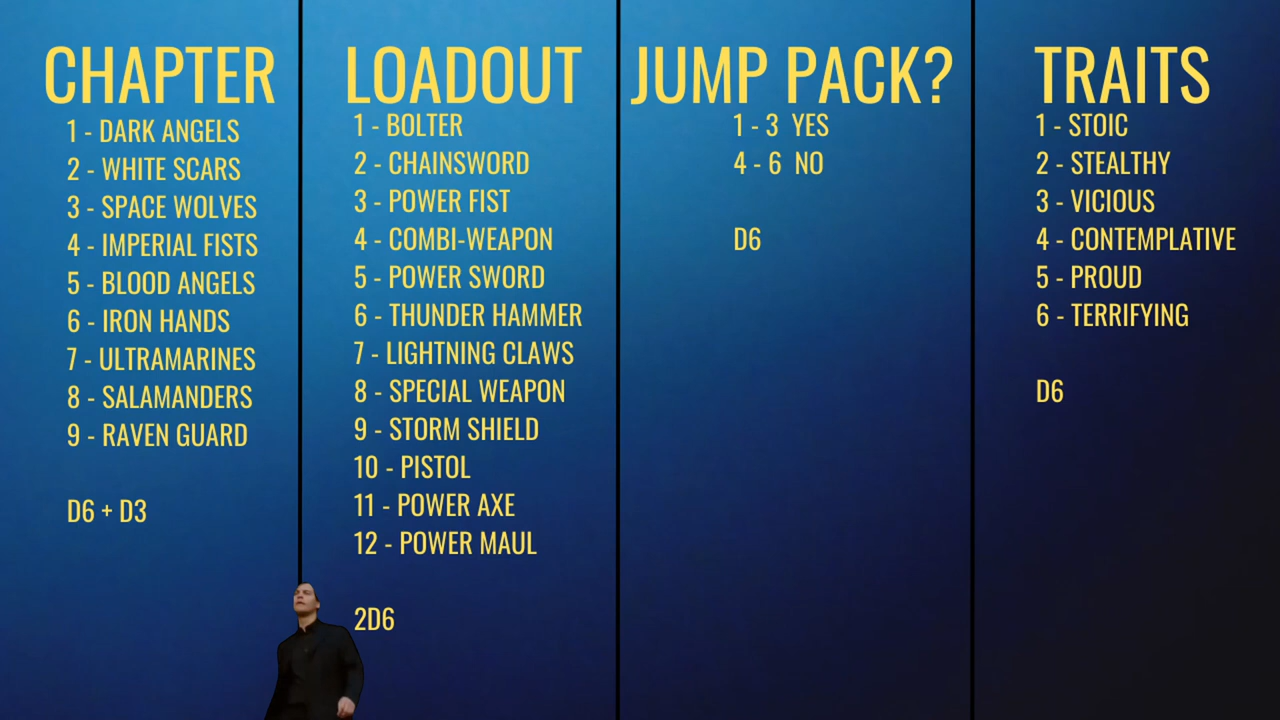 CHAPTER
1 - DARK ANGELS
2 - WHITE SCARS
3 - SPACE WOLVES
4 - IMPERIAL FISTS
5 - BLOOD ANGELS
6 - IRON HANDS
7 - ULTRAMARINES
8 - SALAMANDERS
9 - RAVEN GUARD
D6 + D3
LOADOUT
1 - BOLTER
2 - CHAINSWORD
3 - POWER FIST
4 - COMBI-WEAPON
5 - POWER SWORD
6 - THUNDER HAMMER
7 - LIGHTNING CLAWS
8 - SPECIAL WEAPON
9 - STORM SHIELD
10 - PISTOL
11 - POWER AXE
12 - POWER MAUL
2D6
JUMP PACK?
1 - 3 YES
4 - 6 NO
D6
TRAITS
1 - STOIC
2 - STEALTHY
3 - VICIOUS
4 - CONTEMPLATIVE
5 - PROUD
6 - TERRIFYING
D6